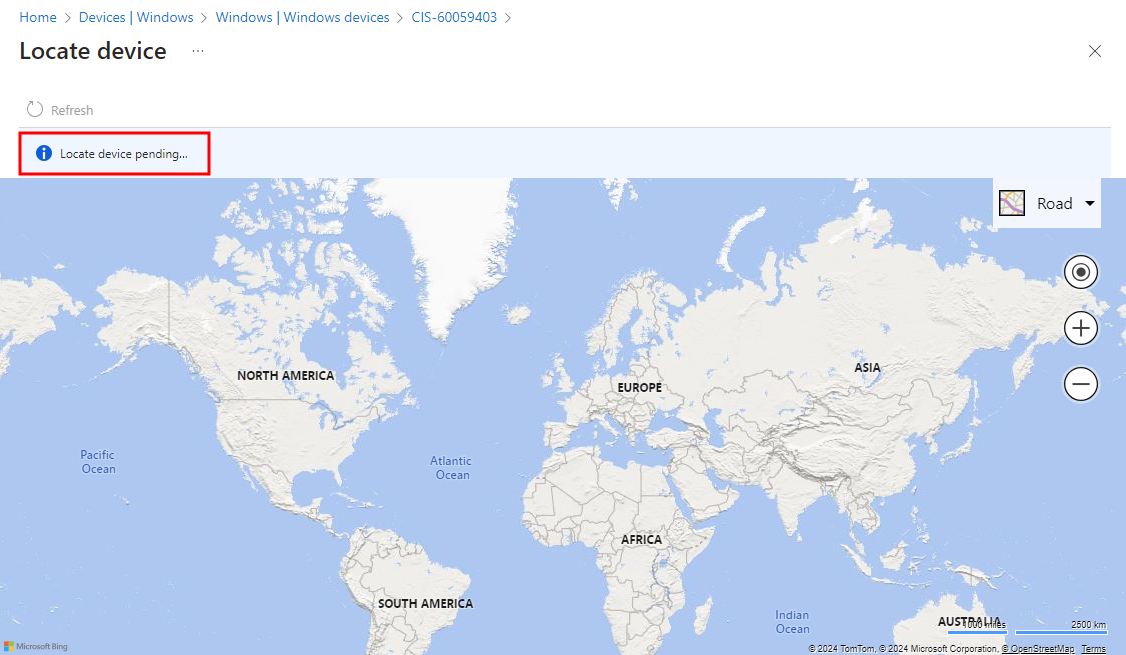 Home > Devices | Windows > Windows | Windows devices > CIS-60059403 >
Locate device ...
Refresh
Locate device pending...
Road
NORTH AMERICA
EUROPE
ASIA
Pacific
Ocean
Atlantic
Ocean
AFRICA
SOUTH AMERICA
Indian
Ocean
AUSTRALIA
1000 miles
2500 km
Microsoft Bing
© 2024 TomTom, © 2024 Microsoft Corporation, © OpenStreetMap Terms